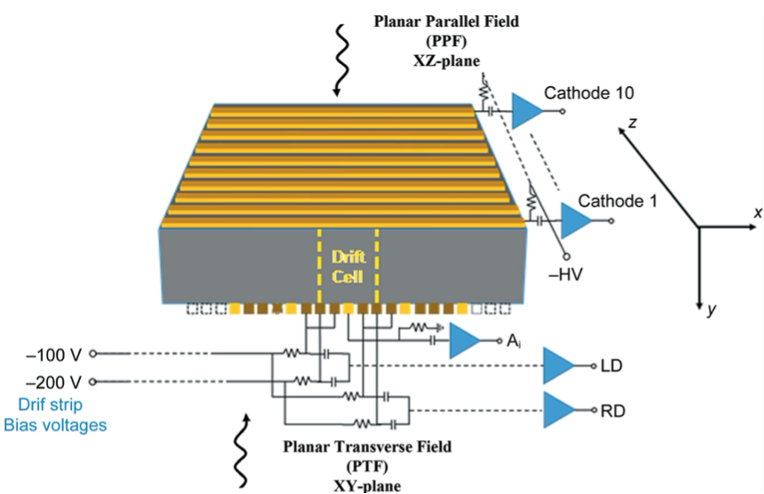 Planar Parallel Field
(PPF)
XZ-plane
Cathode 10
z
Cathode 1
x
Drift
Cell
–HV
y
Ai
–100 V
LD
–200 V
Drif strip
RD
Bias voltages
Planar Transverse Field
(PTF)
XY-plane